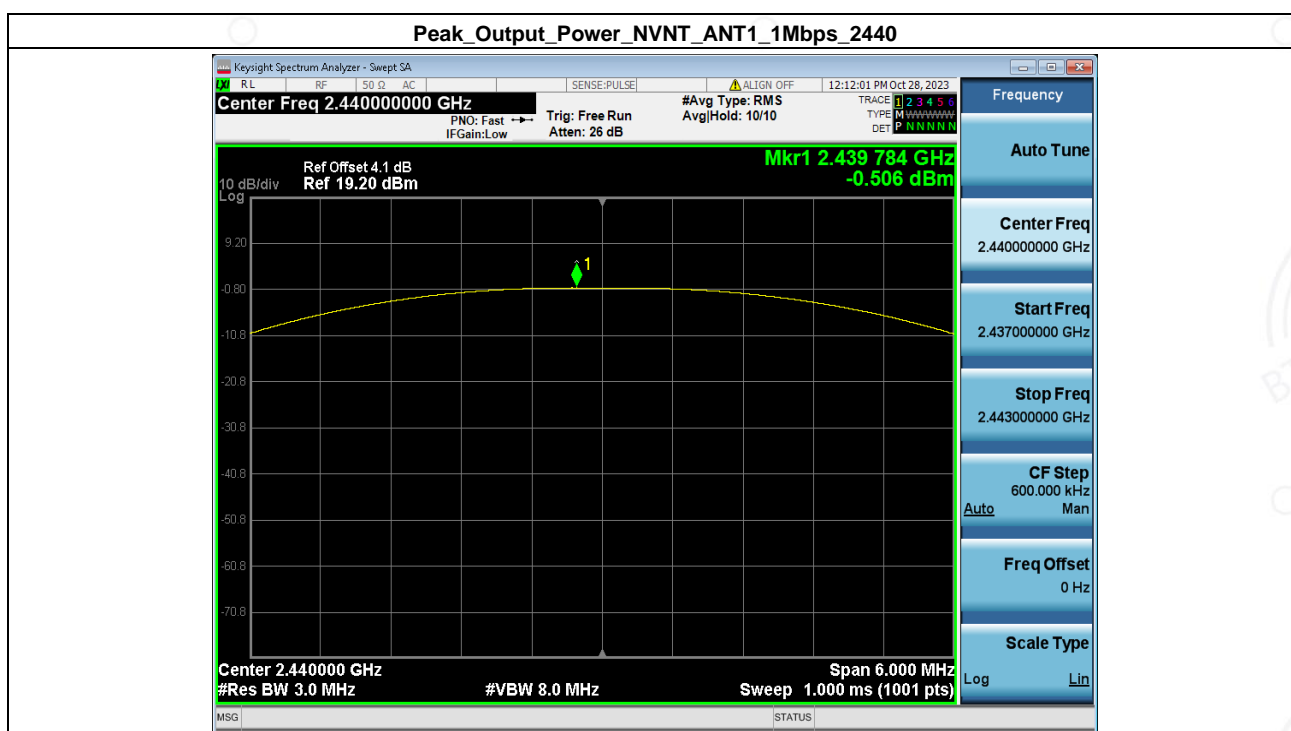 Peak_Output_Power_NVNT_ANT1_1Mbps_2440
Keysight Spectrum Analyzer - Swept SA
RL RF 50 Ω AC SENSE:PULSE ALIGN OFF 12:12:01 PM Oct 28, 2023
Center Freq 2.440000000 GHz
PNO: Fast
IFGain:Low
Trig: Free Run
Atten: 26 dB
#Avg Type: RMS
Avg|Hold: 10/10
TRACE 1 2 3 4 5 6
TYPE M WWWWW
DET P N N N N N
Mkr1 2.439 784 GHz
-0.506 dBm
Ref Offset 4.1 dB
10 dB/div Ref 19.20 dBm
Log
1
9.20
-0.80
-10.8
-20.8
-30.8
-40.8
-50.8
-60.8
-70.8
Center 2.440000 GHz Span 6.000 MHz
#Res BW 3.0 MHz #VBW 8.0 MHz Sweep 1.000 ms (1001 pts)
MSG STATUS
Frequency
Auto Tune
Center Freq
2.440000000 GHz
Start Freq
2.437000000 GHz
Stop Freq
2.443000000 GHz
CF Step
600.000 kHz
Auto Man
Freq Offset
0 Hz
Scale Type
Log Lin